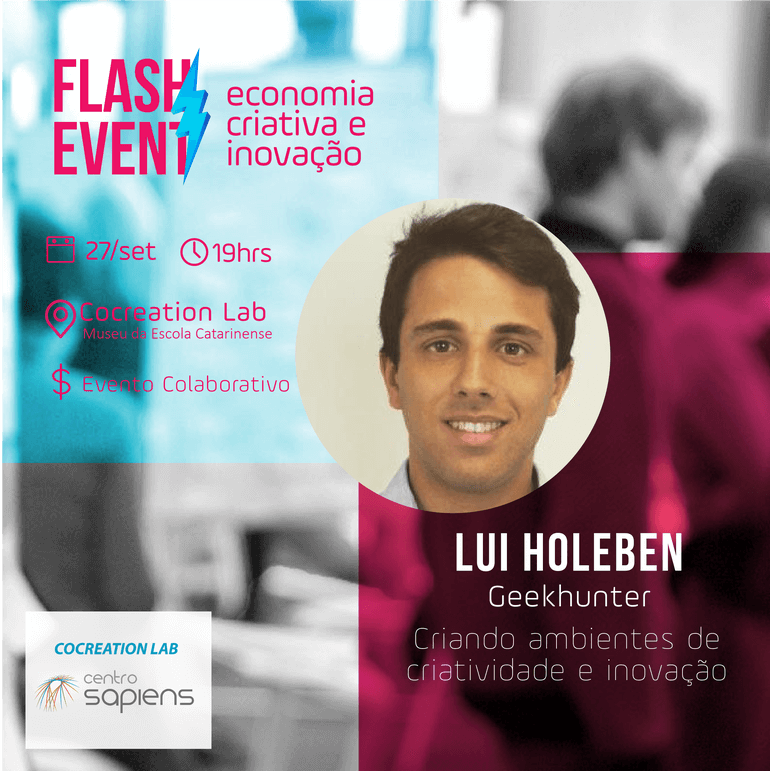 FLASH
EVENT
economia
criativa e
inovação
27/set
19hrs
Cocreation Lab
Museu da Escola Catarinense
$ Evento Colaborativo
LUI HOLEBEN
Geekhunter
Criando ambientes de
criatividade e inovação
COCREATION LAB
centro
sapiens